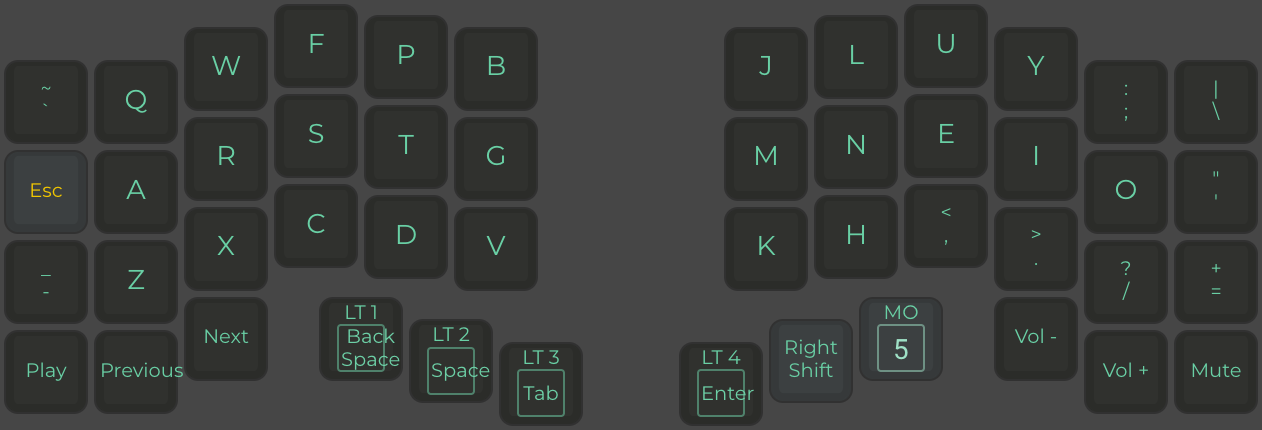 ~
`
Q
W
F
P
B
J
L
U
Y
:
;
|
\
Esc
A
R
S
T
G
M
N
E
I
O
"
'
_
-
Z
X
C
D
V
K
H
<
,
>
.
?
/
+
=
Play
Previous
Next
LT 1
Back
Space
LT 2
Space
LT 3
Tab
LT 4
Enter
Right
Shift
MO
5
Vol -
Vol +
Mute